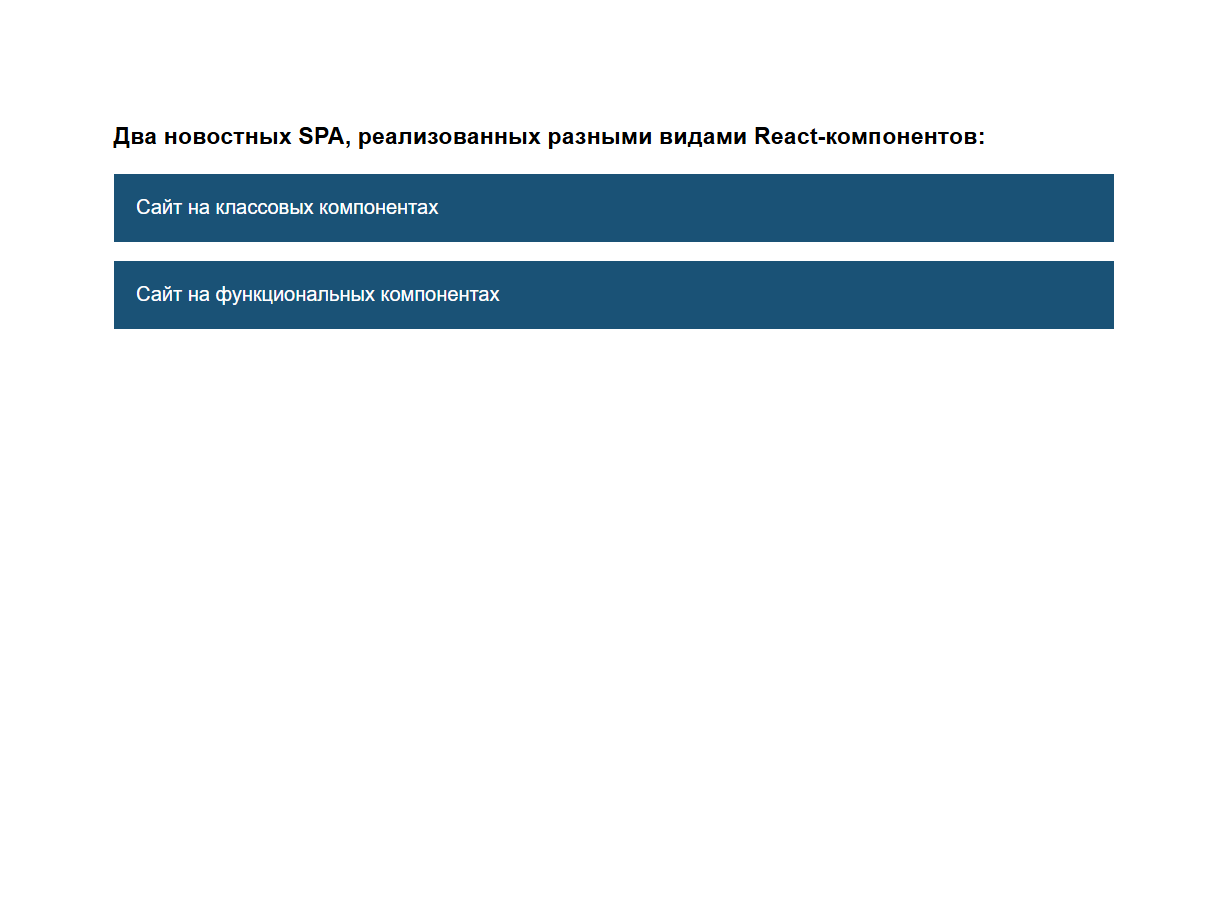 Два новостных SPA, реализованных разными видами React-компонентов:
Сайт на классовых компонентах
Сайт на функциональных компонентах